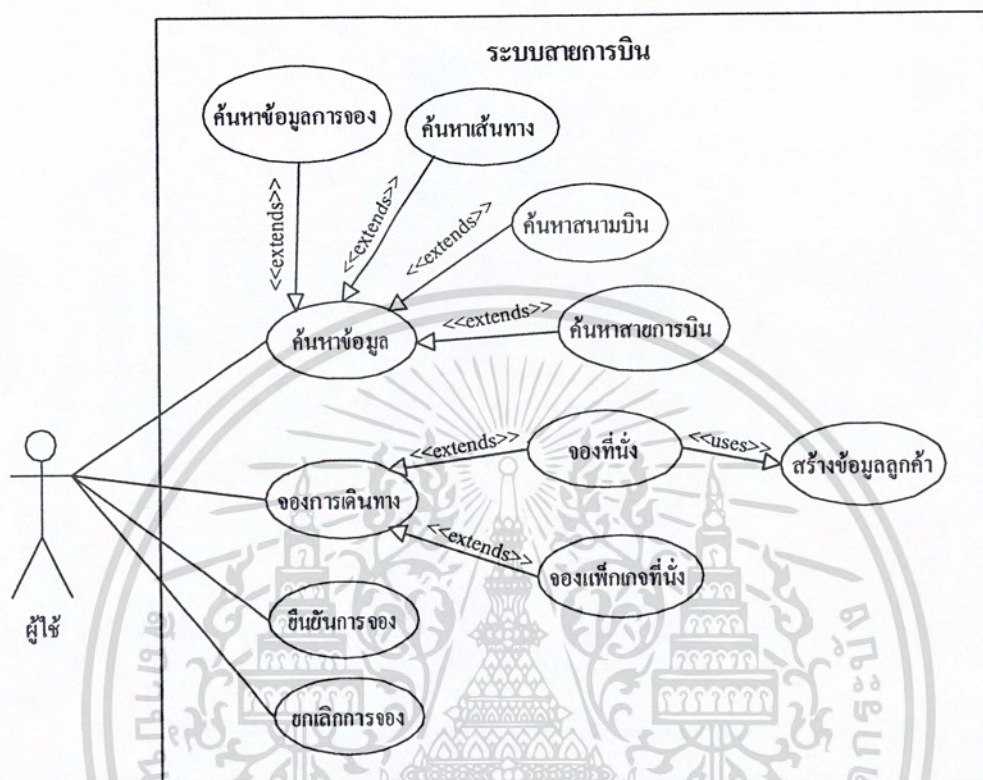 ระบบสายการบิน
ค้นหาข้อมูลการจอง
ค้นหาเส้นทาง
<<extends>>
<<extends>>
<<extends>>
ค้นหาสนามบิน
ค้นหาข้อมูล
<<extends>>
ค้นหาสายการบิน
<<extends>>
จองที่นั่ง
<<uses>>
สร้างข้อมูลลูกค้า
จองการเดินทาง
<<extends>>
จองแพ็กเกจที่นั่ง
ผู้ใช้
ยืนยันการจอง
ยกเลิกการจอง